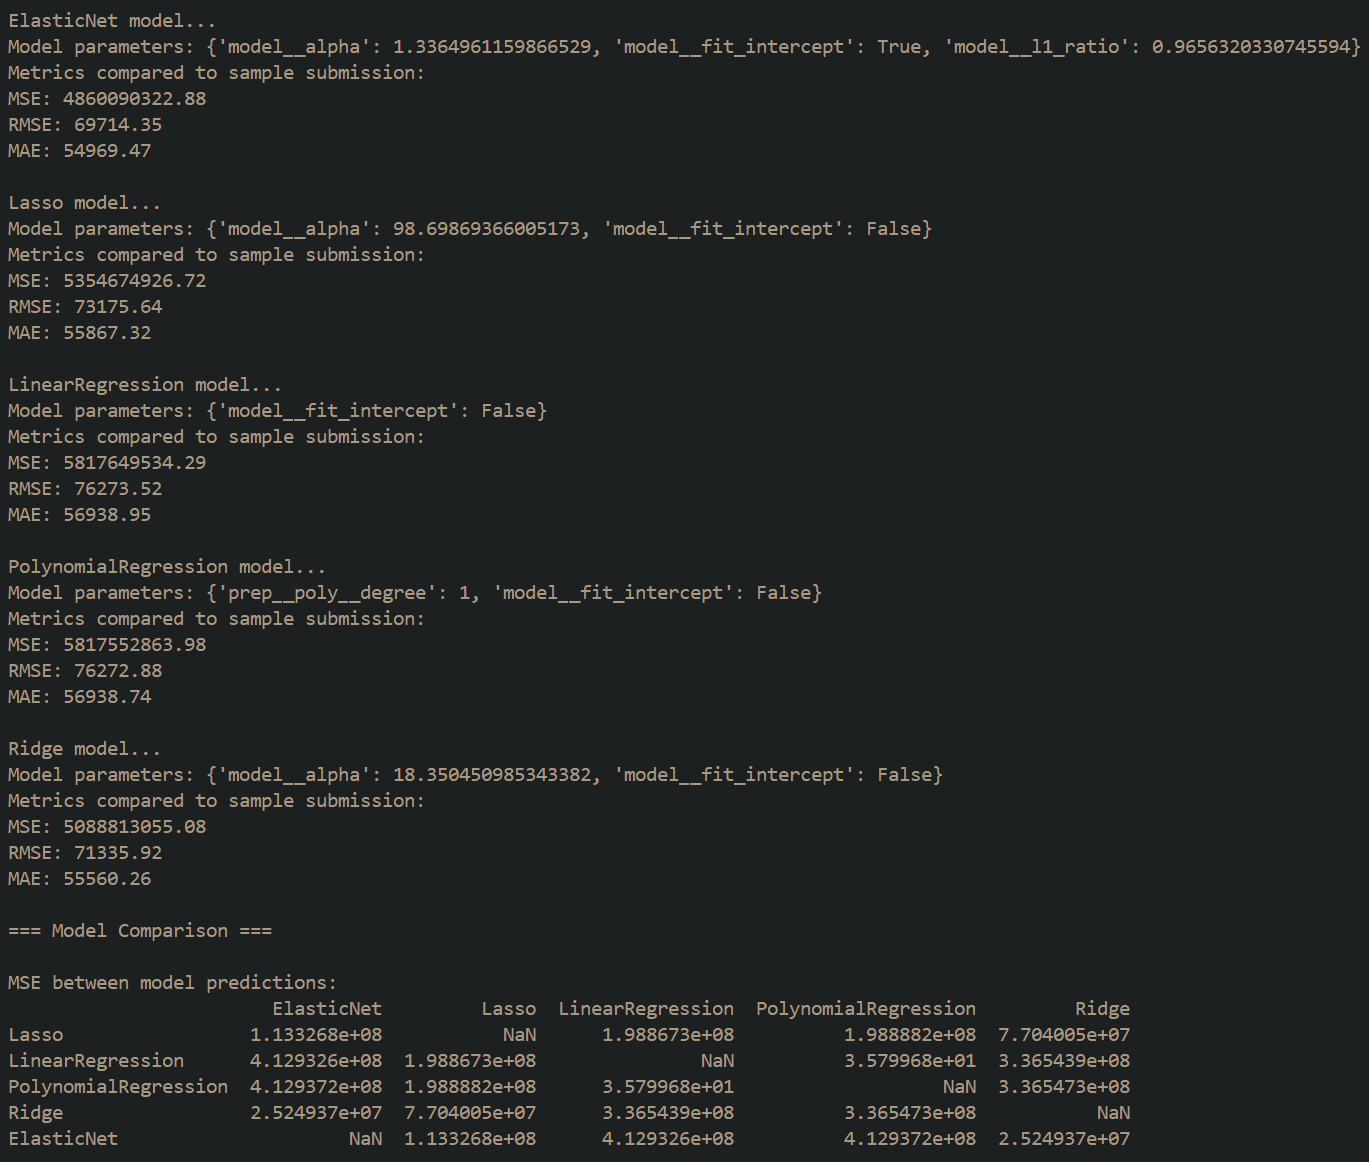 ElasticNet model...
Model parameters: {'model__alpha': 1.3364961159866529, 'model__fit_intercept': True, 'model__l1_ratio': 0.9656320330745594}
Metrics compared to sample submission:
MSE: 4860090322.88
RMSE: 69714.35
MAE: 54969.47

Lasso model...
Model parameters: {'model__alpha': 98.69869366005173, 'model__fit_intercept': False}
Metrics compared to sample submission:
MSE: 5354674926.72
RMSE: 73175.64
MAE: 55867.32

LinearRegression model...
Model parameters: {'model__fit_intercept': False}
Metrics compared to sample submission:
MSE: 5817649534.29
RMSE: 76273.52
MAE: 56938.95

PolynomialRegression model...
Model parameters: {'prep__poly__degree': 1, 'model__fit_intercept': False}
Metrics compared to sample submission:
MSE: 5817552863.98
RMSE: 76272.88
MAE: 56938.74

Ridge model...
Model parameters: {'model__alpha': 18.350450985343382, 'model__fit_intercept': False}
Metrics compared to sample submission:
MSE: 5088813055.08
RMSE: 71335.92
MAE: 55560.26

=== Model Comparison ===

MSE between model predictions:
                        ElasticNet         Lasso  LinearRegression  PolynomialRegression         Ridge
Lasso                 1.133268e+08           NaN      1.988673e+08          1.988882e+08  7.704005e+07
LinearRegression      4.129326e+08  1.988673e+08               NaN          3.579968e+01  3.365439e+08
PolynomialRegression  4.129372e+08  1.988882e+08      3.579968e+01                   NaN  3.365473e+08
Ridge                 2.524937e+07  7.704005e+07      3.365439e+08          3.365473e+08           NaN
ElasticNet                     NaN  1.133268e+08      4.129326e+08          4.129372e+08  2.524937e+07